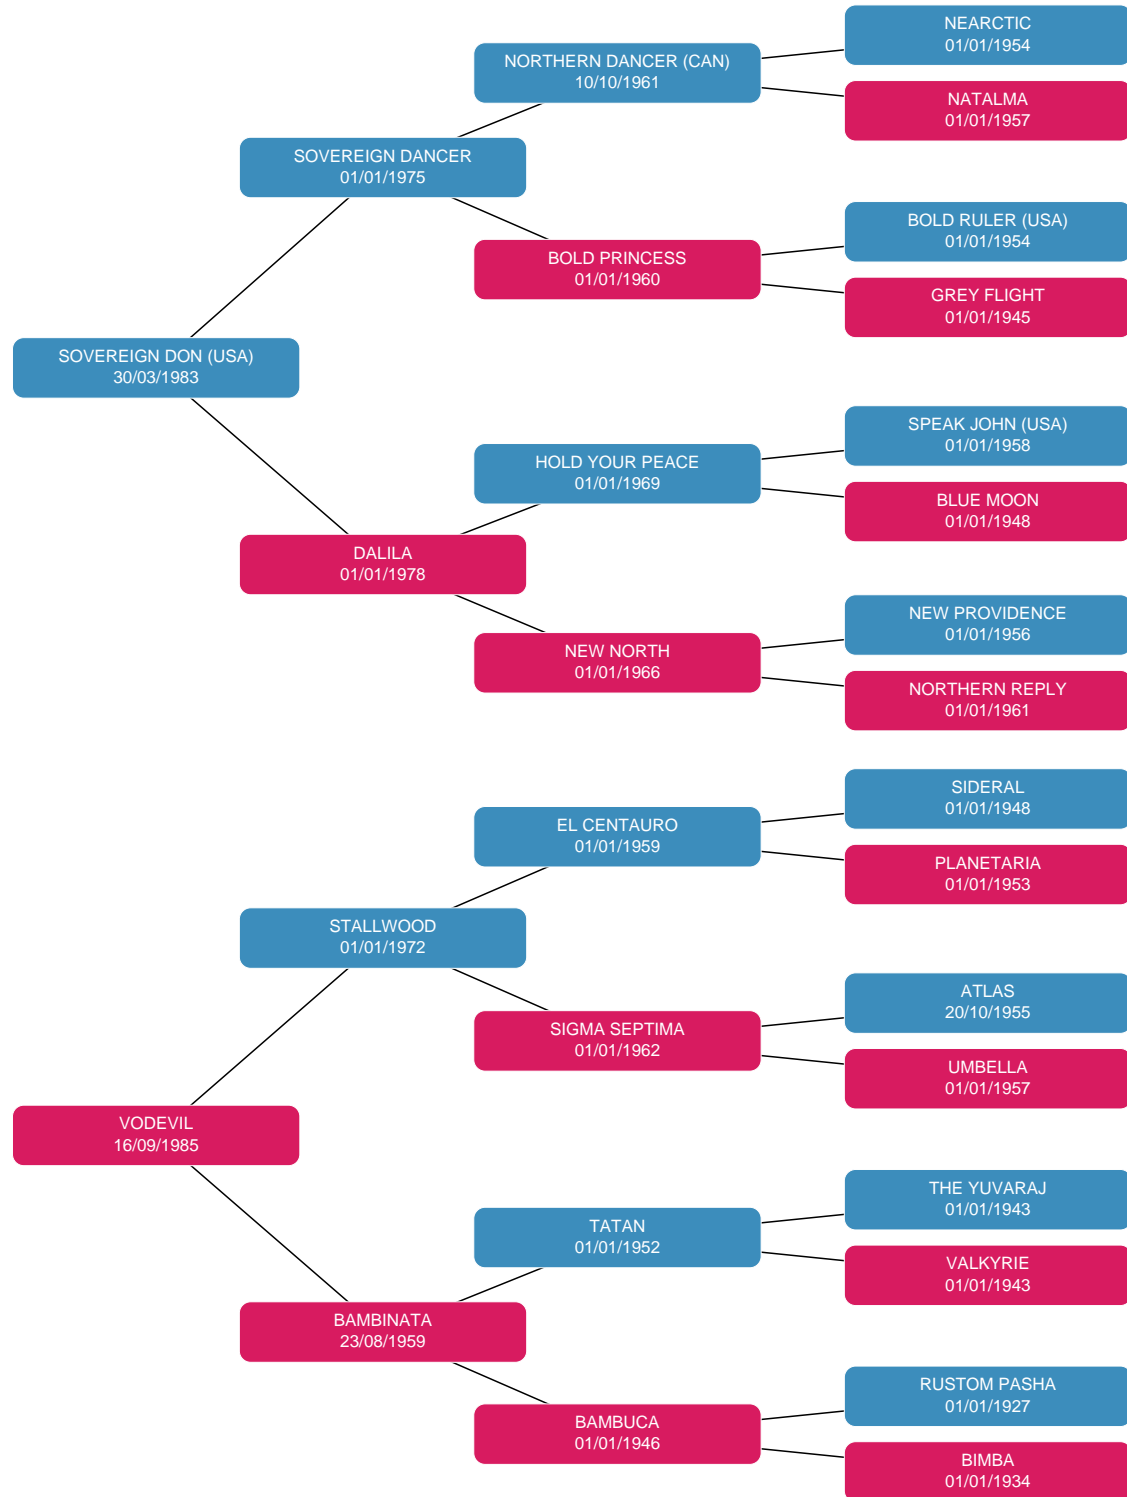 NEARCTIC
01/01/1954
NORTHERN DANCER (CAN)
10/10/1961
NATALMA
01/01/1957
SOVEREIGN DANCER
01/01/1975
BOLD RULER (USA)
01/01/1954
BOLD PRINCESS
01/01/1960
GREY FLIGHT
01/01/1945
SOVEREIGN DON (USA)
30/03/1983
SPEAK JOHN (USA)
01/01/1958
HOLD YOUR PEACE
01/01/1969
BLUE MOON
01/01/1948
DALILA
01/01/1978
NEW PROVIDENCE
01/01/1956
NEW NORTH
01/01/1966
NORTHERN REPLY
01/01/1961
SIDERAL
01/01/1948
EL CENTAURO
01/01/1959
PLANETARIA
01/01/1953
STALLWOOD
01/01/1972
ATLAS
20/10/1955
SIGMA SEPTIMA
01/01/1962
UMBELLA
01/01/1957
VODEVIL
16/09/1985
THE YUVARAJ
01/01/1943
TATAN
01/01/1952
VALKYRIE
01/01/1943
BAMBINATA
23/08/1959
RUSTOM PASHA
01/01/1927
BAMBUCA
01/01/1946
BIMBA
01/01/1934